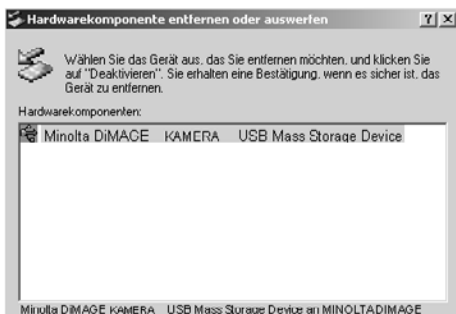 Hardwarekomponente entfernen oder auswerfen
Wählen Sie das Gerät aus, das Sie entfernen möchten, und klicken Sie
auf "Deaktivieren". Sie erhalten eine Bestätigung, wenn es sicher ist, das
Gerät zu entfernen.
Hardwarekomponenten:
Minolta DiMAGE KAMERA USB Mass Storage Device
Minolta DiMAGE KAMERA USB Mass Storage Device an MINOLTADIMAGE